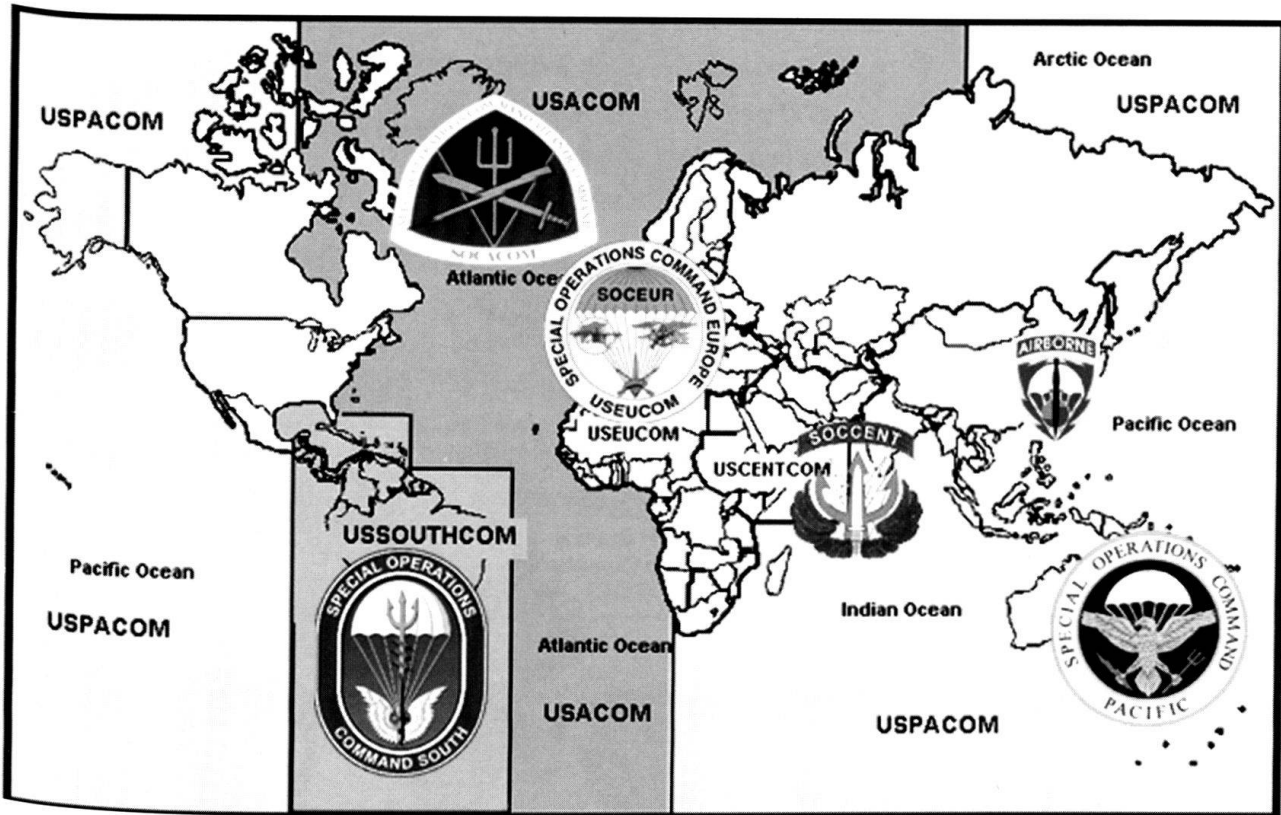 Arctic Ocean
USPACOM
USACOM
USPACOM
SOCACOM
Atlantic Oce
SPECIAL OPERATIONS COMMAND EUROPE
SOCEUR
USEUCOM
USEUCOM
AIRBORNE
Pacific Ocean
SOCCENT
USCENTCOM
USSOUTHCOM
SPECIAL OPERATIONS
COMMAND SOUTH
Pacific Ocean
USPACOM
Indian Ocean
SPECIAL OPERATIONS COMMAND
PACIFIC
Atlantic Ocean
USACOM
USPACOM